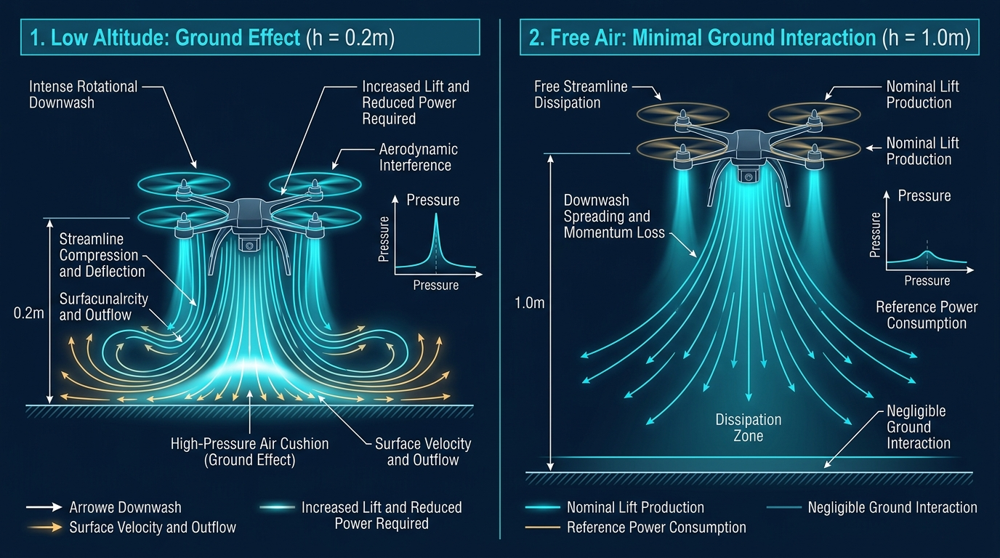 1. Low Altitude: Ground Effect (h = 0.2m)
Intense Rotational
Downwash
Increased Lift and
Reduced Power
Required
Aerodynamic
Interference
Pressure
Pressure
Pressure
Streamline
Compression
and Deflection
Surfacunalrcity
and Outflow
0.2m
High-Pressure Air Cushion
(Ground Effect)
Surface Velocity
and Outflow
Arrowe Downwash
Surface Velocity and Outflow
Increased Lift and Reduced
Power Required
2. Free Air: Minimal Ground Interaction (h = 1.0m)
Free Streamline
Dissipation
Nominal Lift
Production
Nominal Lift
Production
Downwash
Spreading and
Momentum Loss
Pressure
Pressure
Pressure
Reference Power
Consumption
1.0m
Dissipation
Zone
Negligible
Ground
Interaction
Nominal Lift Production
Reference Power Consumption
Negligible Ground Interaction